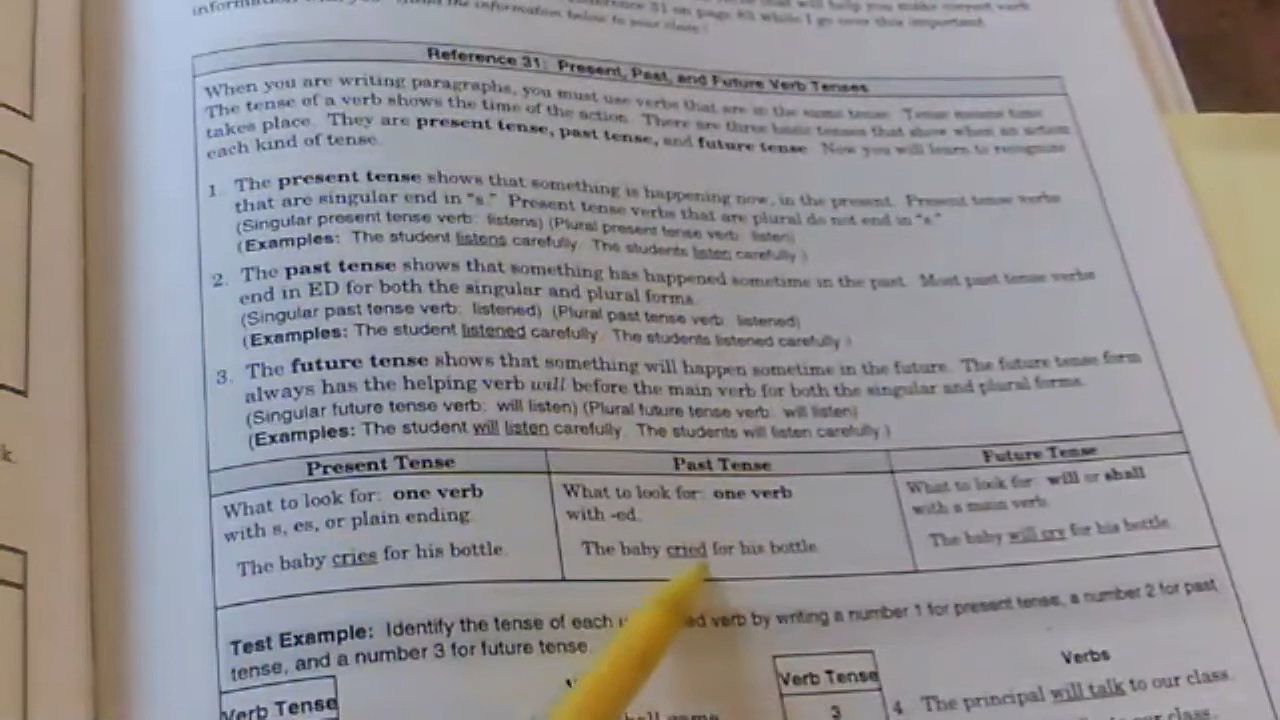 Reference 31: Present, Past, and Future Verb Tenses
When you are writing paragraphs, you must use verbs that are in the same tense. Tense means time.
The tense of a verb shows the time of the action. There are three basic tenses that show when an action
takes place. They are present tense, past tense, and future tense. Now you will learn to recognize
each kind of tense.
1. The present tense shows that something is happening now, in the present. Present tense verbs
that are singular end in "s." Present tense verbs that are plural do not end in "s."
(Singular present tense verb: listens) (Plural present tense verb: listen)
(Examples: The student listens carefully. The students listen carefully.)
2. The past tense shows that something has happened sometime in the past. Most past tense verbs
end in ED for both the singular and plural forms.
(Singular past tense verb: listened) (Plural past tense verb: listened)
(Examples: The student listened carefully. The students listened carefully.)
3. The future tense shows that something will happen sometime in the future. The future tense form
always has the helping verb will before the main verb for both the singular and plural forms.
(Singular future tense verb: will listen) (Plural future tense verb: will listen)
(Examples: The student will listen carefully. The students will listen carefully.)
Present Tense Past Tense Future Tense
What to look for: one verb
with s, es, or plain ending.
The baby cries for his bottle.
What to look for: one verb
with -ed.
The baby cried for his bottle.
What to look for: will or shall
with a main verb.
The baby will cry for his bottle.
Test Example: Identify the tense of each verb by writing a number 1 for present tense, a number 2 for past
tense, and a number 3 for future tense.
Verb Tense
Verb Tense Verbs
3 4. The principal will talk to our class.
our class.